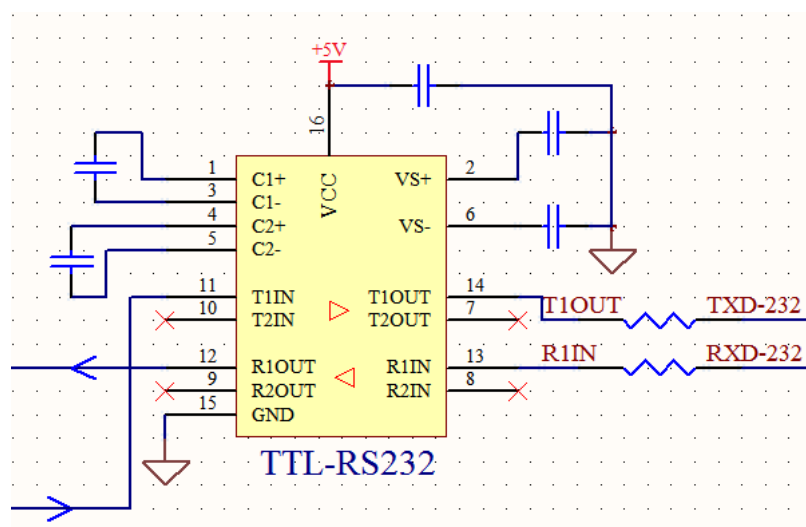 +5V
16
VCC
1 C1+ VS+ 2
3 C1-
4 C2+ VS- 6
5 C2-
11 T1IN T1OUT 14 T1OUT TXD-232
10 T2IN T2OUT 7
12 R1OUT R1IN 13 R1IN RXD-232
9 R2OUT R2IN 8
15 GND
TTL-RS232